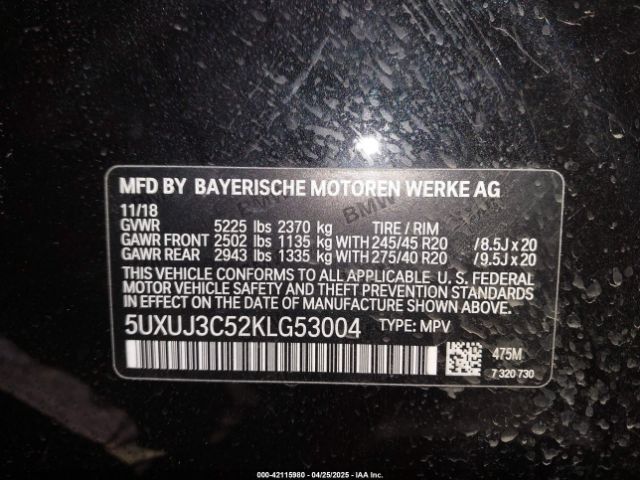 MFD BY BAYERISCHE MOTOREN WERKE AG
11/18
GVWR 5225 lbs 2370 kg TIRE / RIM
GAWR FRONT 2502 lbs 1135 kg WITH 245/45 R20 /8.5J x 20
GAWR REAR 2943 lbs 1335 kg WITH 275/40 R20 /9.5J x 20
THIS VEHICLE CONFORMS TO ALL APPLICABLE U. S. FEDERAL
MOTOR VEHICLE SAFETY AND THEFT PREVENTION STANDARDS
IN EFFECT ON THE DATE OF MANUFACTURE SHOWN ABOVE.
5UXUJ3C52KLG53004 TYPE: MPV
475M
7 320 730
000-42115980 - 04/25/2025 - IAA Inc.